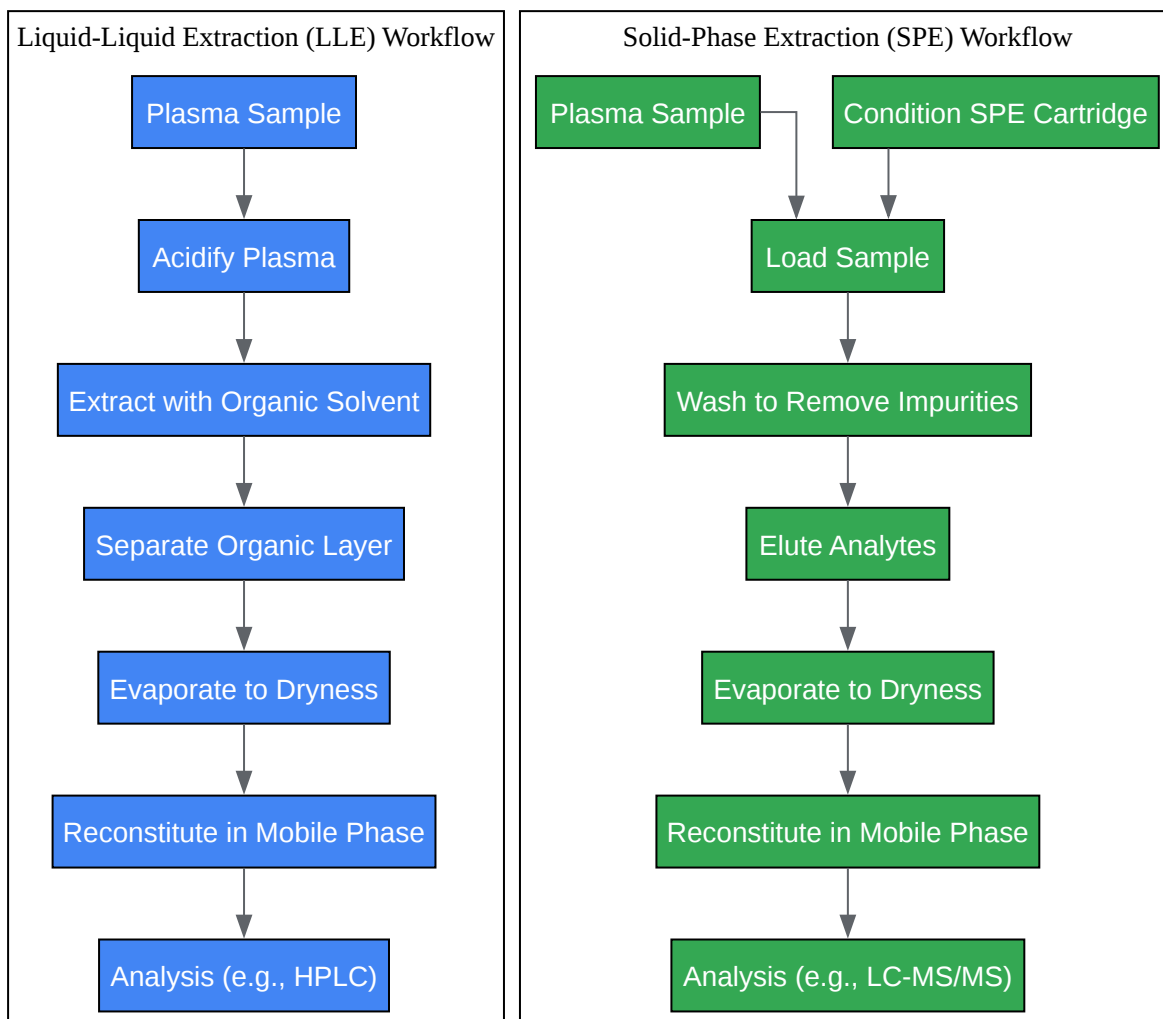 Liquid-Liquid Extraction (LLE) Workflow
Plasma Sample
Acidify Plasma
Extract with Organic Solvent
Separate Organic Layer
Evaporate to Dryness
Reconstitute in Mobile Phase
Analysis (e.g., HPLC)
Solid-Phase Extraction (SPE) Workflow
Plasma Sample
Condition SPE Cartridge
Load Sample
Wash to Remove Impurities
Elute Analytes
Evaporate to Dryness
Reconstitute in Mobile Phase
Analysis (e.g., LC-MS/MS)